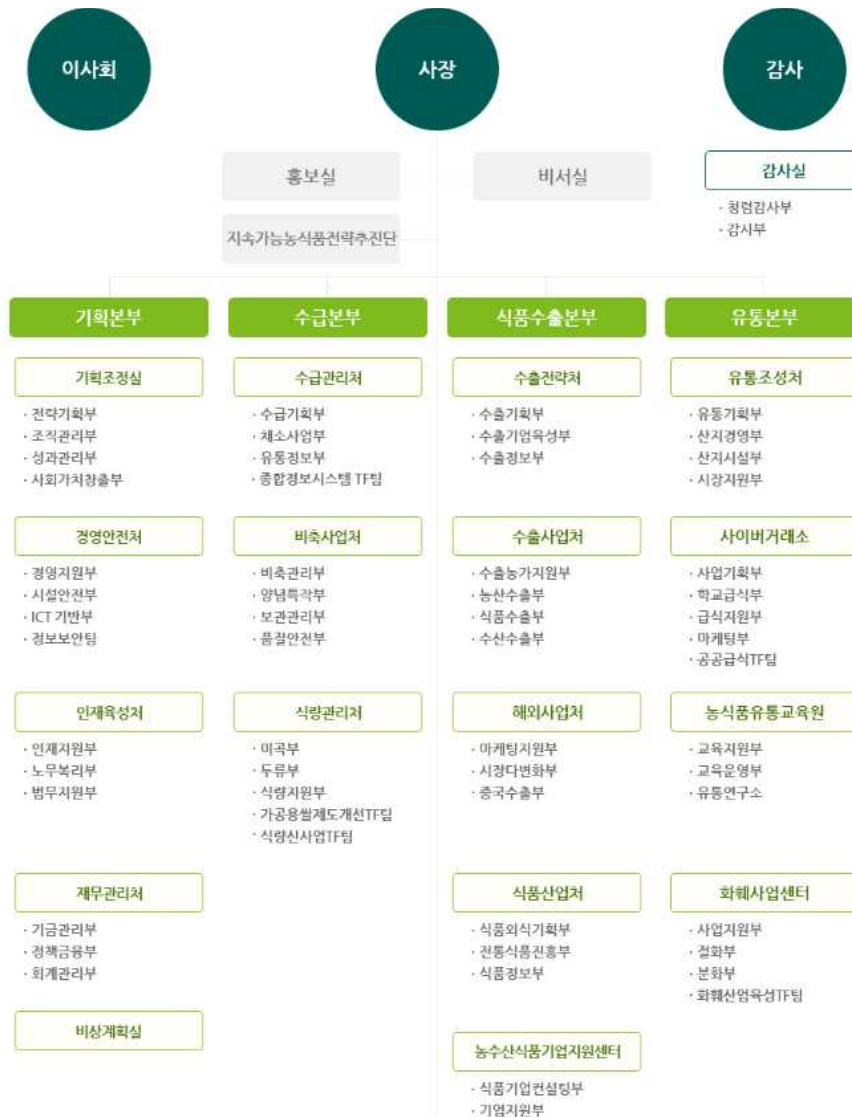 이사회
사장
감사
홍보실
비서실
감사실
· 청렴감사부
· 감사부
지속가능농식품전략추진단
기획본부
수급본부
식품수출본부
유통본부
기획조정실
· 전략기획부
· 조직관리부
· 성과관리부
· 사회가치창출부
수급관리처
· 수급기획부
· 채소사업부
· 유통정보부
· 종합정보시스템 TF팀
수출전략처
· 수출기획부
· 수출기업육성부
· 수출정보부
유통조성처
· 유통기획부
· 산지경영부
· 산지시설부
· 시장지원부
경영안전처
· 경영지원부
· 시설안전부
· ICT 기반부
· 정보보안팀
비축사업처
· 비축관리부
· 양념특작부
· 보관관리부
· 품질안전부
수출사업처
· 수출농가지원부
· 농산수출부
· 식품수출부
· 수산수출부
사이버거래소
· 사업기획부
· 학교급식부
· 급식지원부
· 마케팅부
· 공공급식TF팀
인재육성처
· 인재지원부
· 노무복리부
· 법무지원부
식량관리처
· 미곡부
· 두류부
· 식량지원부
· 가공용쌀제도개선TF팀
· 식량신사업TF팀
해외사업처
· 마케팅지원부
· 시장다변화부
· 중국수출부
농식품유통교육원
· 교육지원부
· 교육운영부
· 유통연구소
재무관리처
· 기금관리부
· 정책금융부
· 회계관리부
식품산업처
· 식품외식기획부
· 전통식품진흥부
· 식품정보부
화훼사업센터
· 사업지원부
· 절화부
· 분화부
· 화훼산업육성TF팀
비상계획실
농수산식품기업지원센터
· 식품기업컨설팅부
· 기업지원부